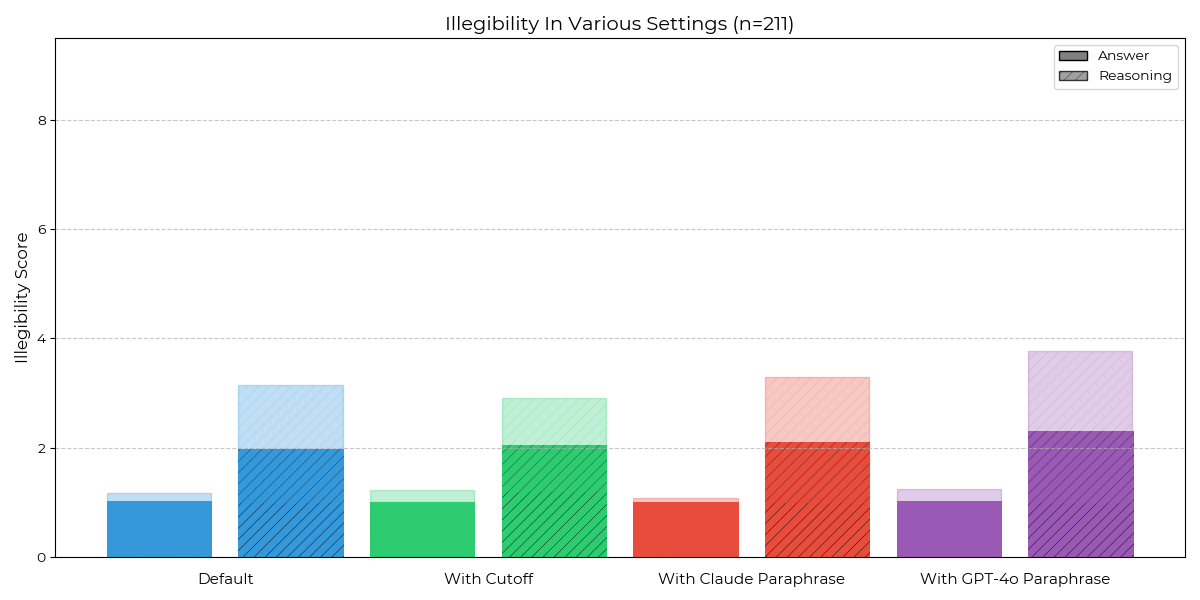 Illegibility In Various Settings (n=211)
Answer
Reasoning
Illegibility Score
8
6
4
2
0
Default
With Cutoff
With Claude Paraphrase
With GPT-4o Paraphrase